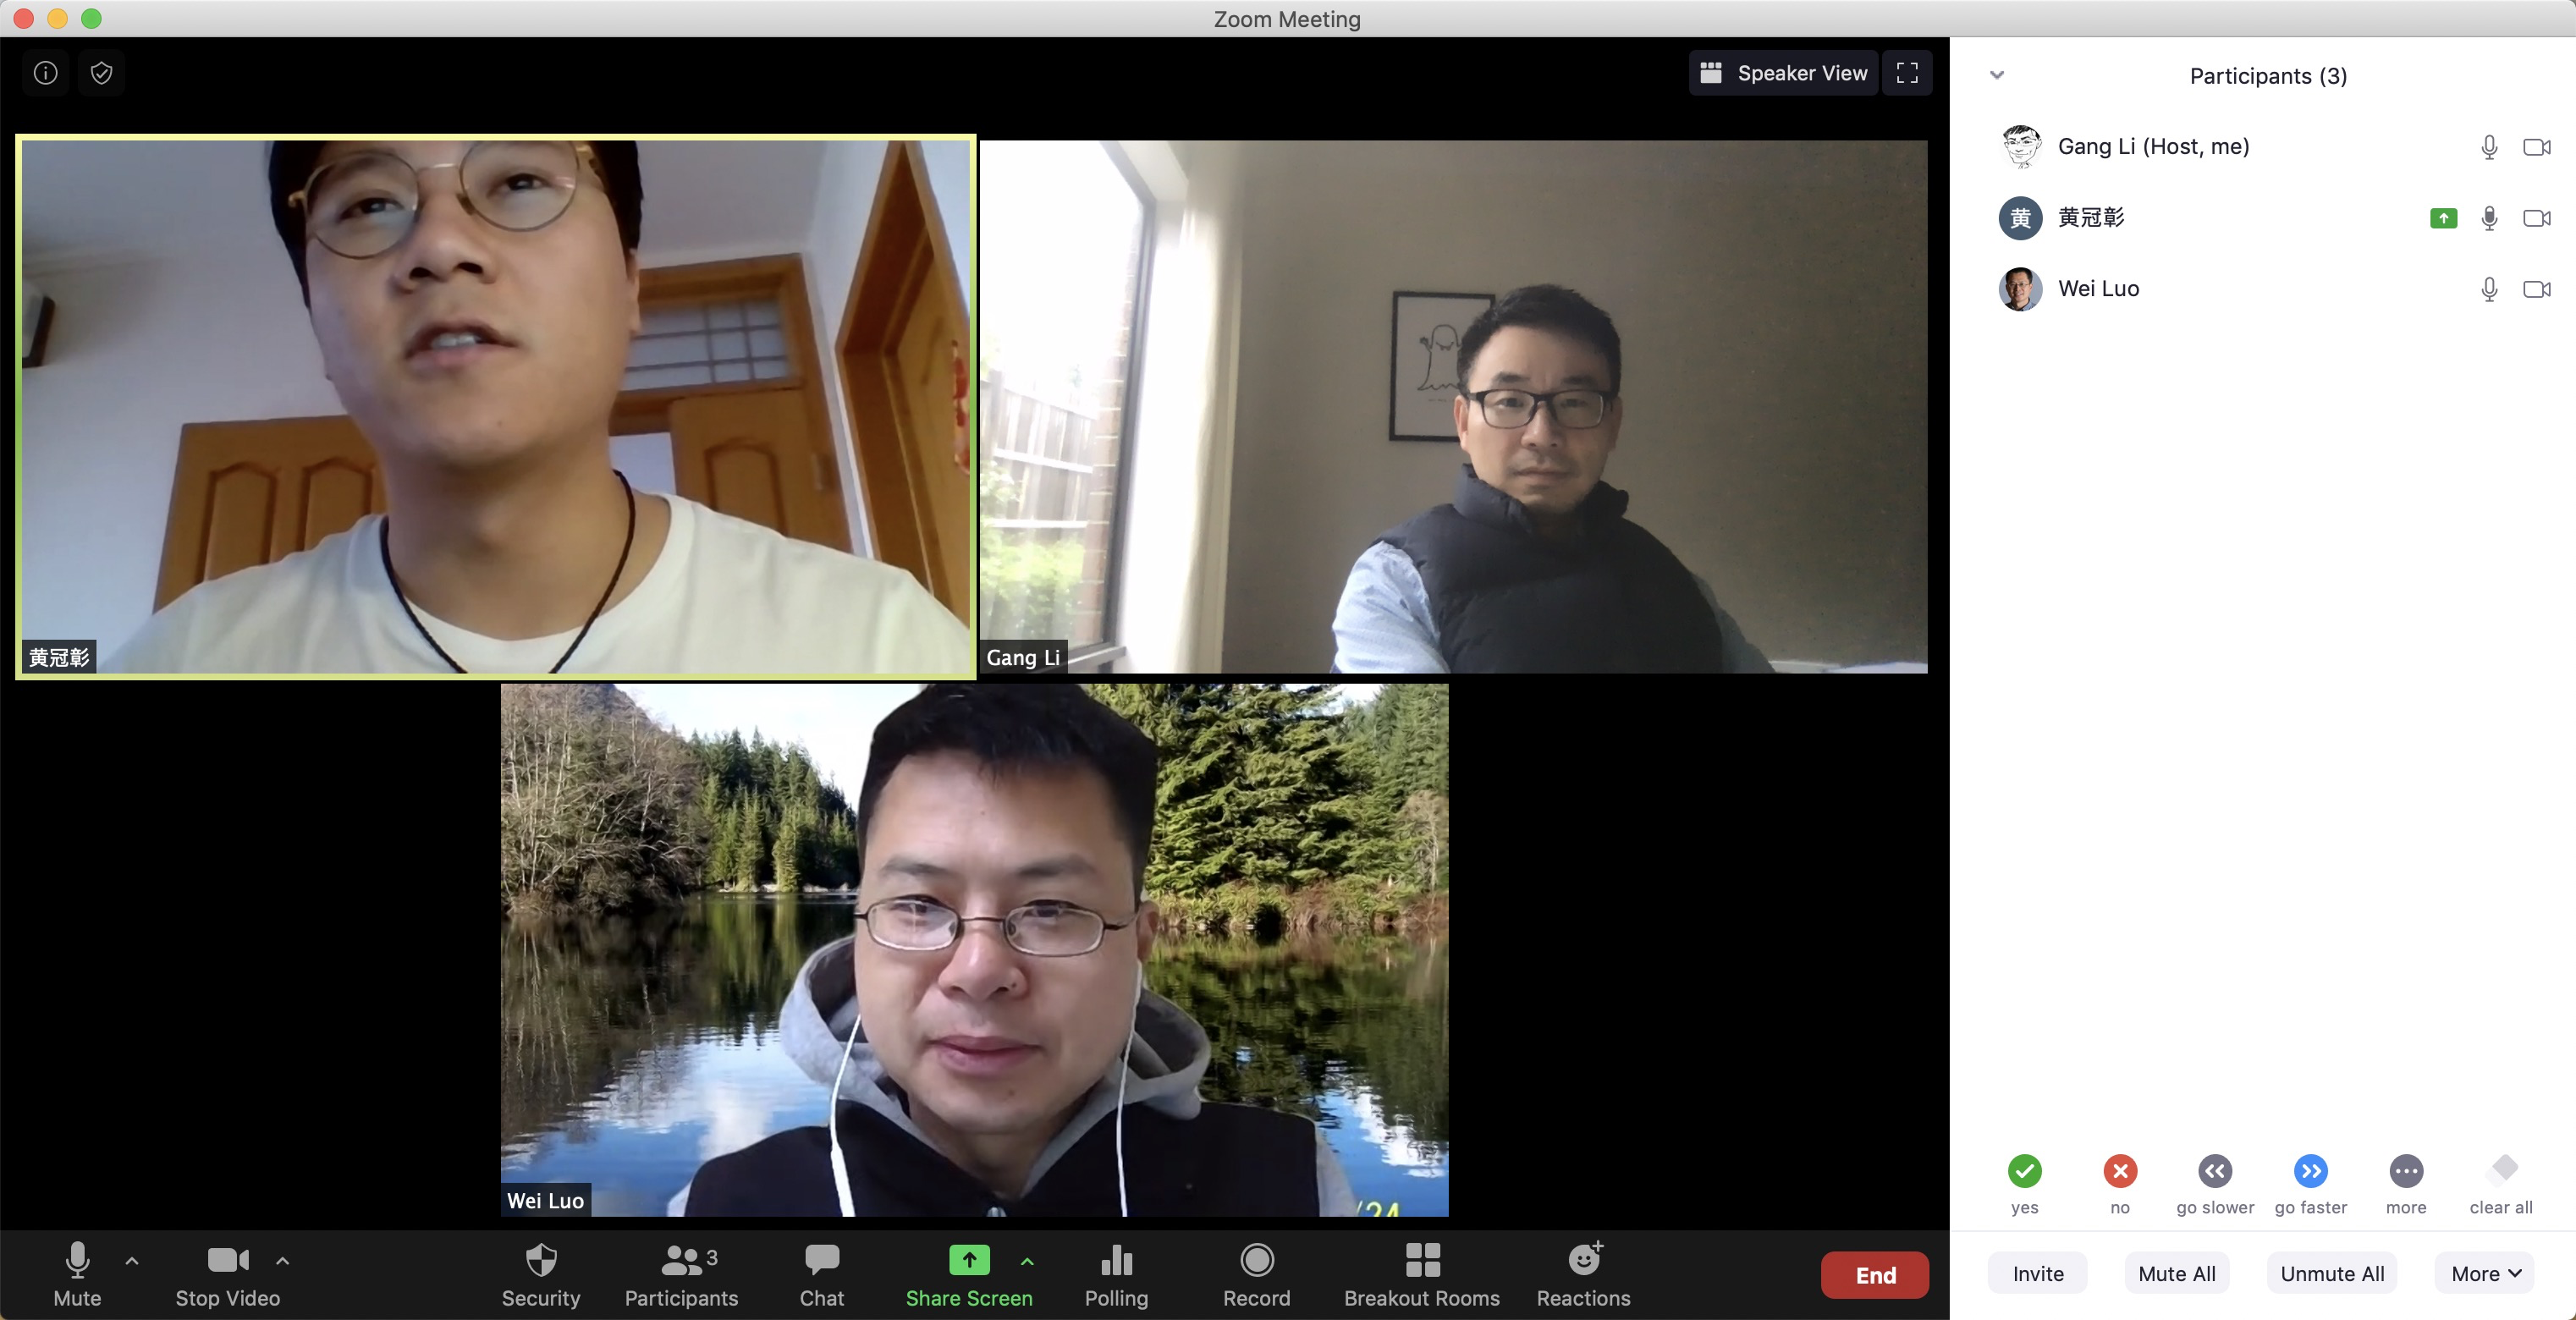 Zoom Meeting
Speaker View
黄冠彰
Gang Li
Wei Luo
/24
Participants (3)
Gang Li (Host, me)
黄
黄冠彰
Wei Luo
yes
no
go slower
go faster
more
clear all
Invite
Mute All
Unmute All
More
Mute
Stop Video
Security
3
Participants
Chat
Share Screen
Polling
Record
Breakout Rooms
Reactions
End